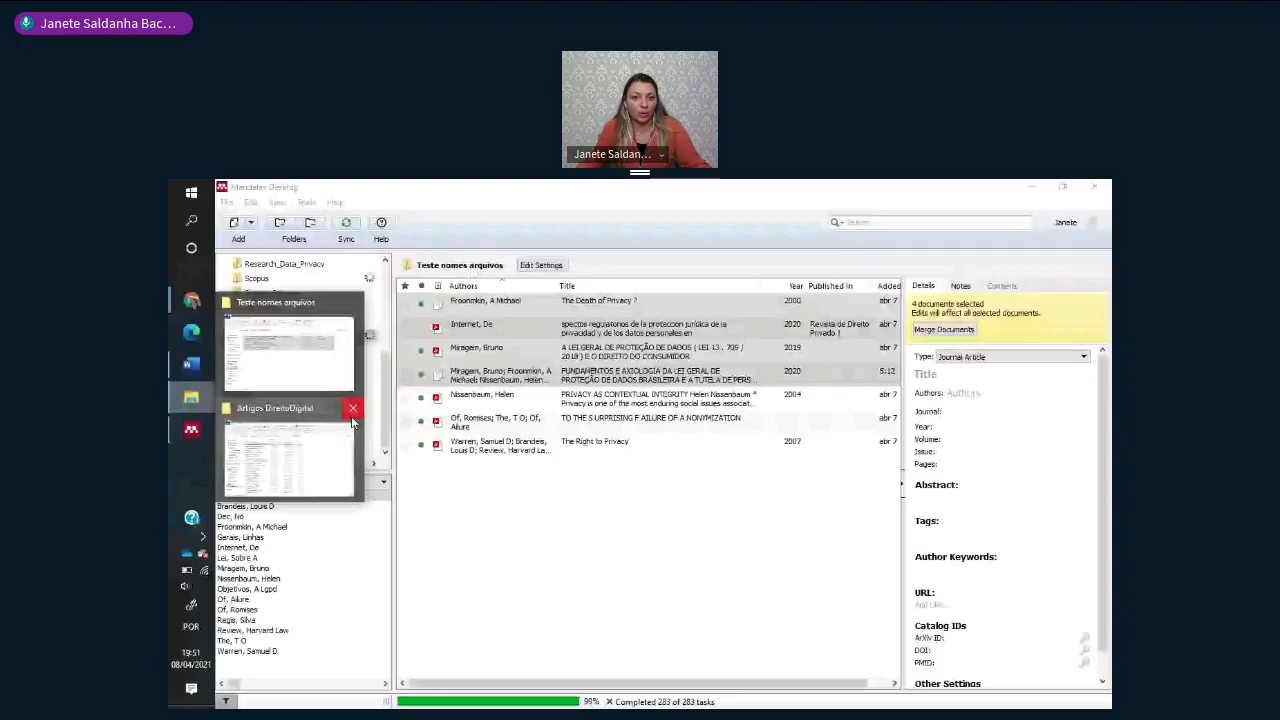 Janete Saldanha Bac...
Janete Saldan...
Mendeley Desktop
File Edit View Tools Help
Add Folders Sync Help
Search...
Janete
Research_Data_Privacy
Scopus
Teste nomes arquivos
Artigos DireitoDigital
Teste nomes arquivos Edit Settings
Authors Title Year Published In Added
Froomkin, A Michael The Death of Privacy ? 2000 abr 7
Internet, De spectos regulatorios de la protección jurídica de la privacidad y de los datos personales en 2020 Revista de Direito Privado | abr 7
Miragem, Bruno A LEI GERAL DE PROTEÇÃO DE DADOS ( LEI 13 . 709 / 2018 ) E O DIREITO DO CONSUMIDOR 2019 abr 7
Miragem, Bruno; Froomkin, A Michael; Nissenbaum, Helen... FUNDAMENTOS E AXIOLOGIA DA LEI GERAL DE PROTEÇÃO DE DADOS BRASILEIRA E A TUTELA DE PERS... 2020 5:12
Nissenbaum, Helen PRIVACY AS CONTEXTUAL INTEGRITY Helen Nissenbaum * Privacy is one of the most enduring social issues associat... 2004 abr 7
Of, Romises; The, T O; Of, Ailure TO THE S URPRISING F AILURE OF A NONYMIZATION abr 7
Warren, Samuel D; Brandeis, Louis D; Review, Harvard La... The Right to Privacy 2007 abr 7
Details Notes Contents
4 documents selected
Edits will affect all selected documents.
Merge Documents
Type: Journal Article
Title
Authors: Authors
Journal:
Year:
Volume:
Issue:
Pages:
Abstract:
Tags:
Author Keywords:
URL:
Add URL...
Catalog IDs
ArXiv ID:
DOI:
PMID:
Other Settings
Brandeis, Louis D
Dec, No
Froomkin, A Michael
Gerais, Linhas
Internet, De
Lei, Sobre A
Miragem, Bruno
Nissenbaum, Helen
Objetivos, A Lgpd
Of, Ailure
Of, Romises
Regis, Silva
Review, Harvard Law
The, T O
Warren, Samuel D
POR
19:51
08/04/2021
99% Completed 283 of 283 tasks